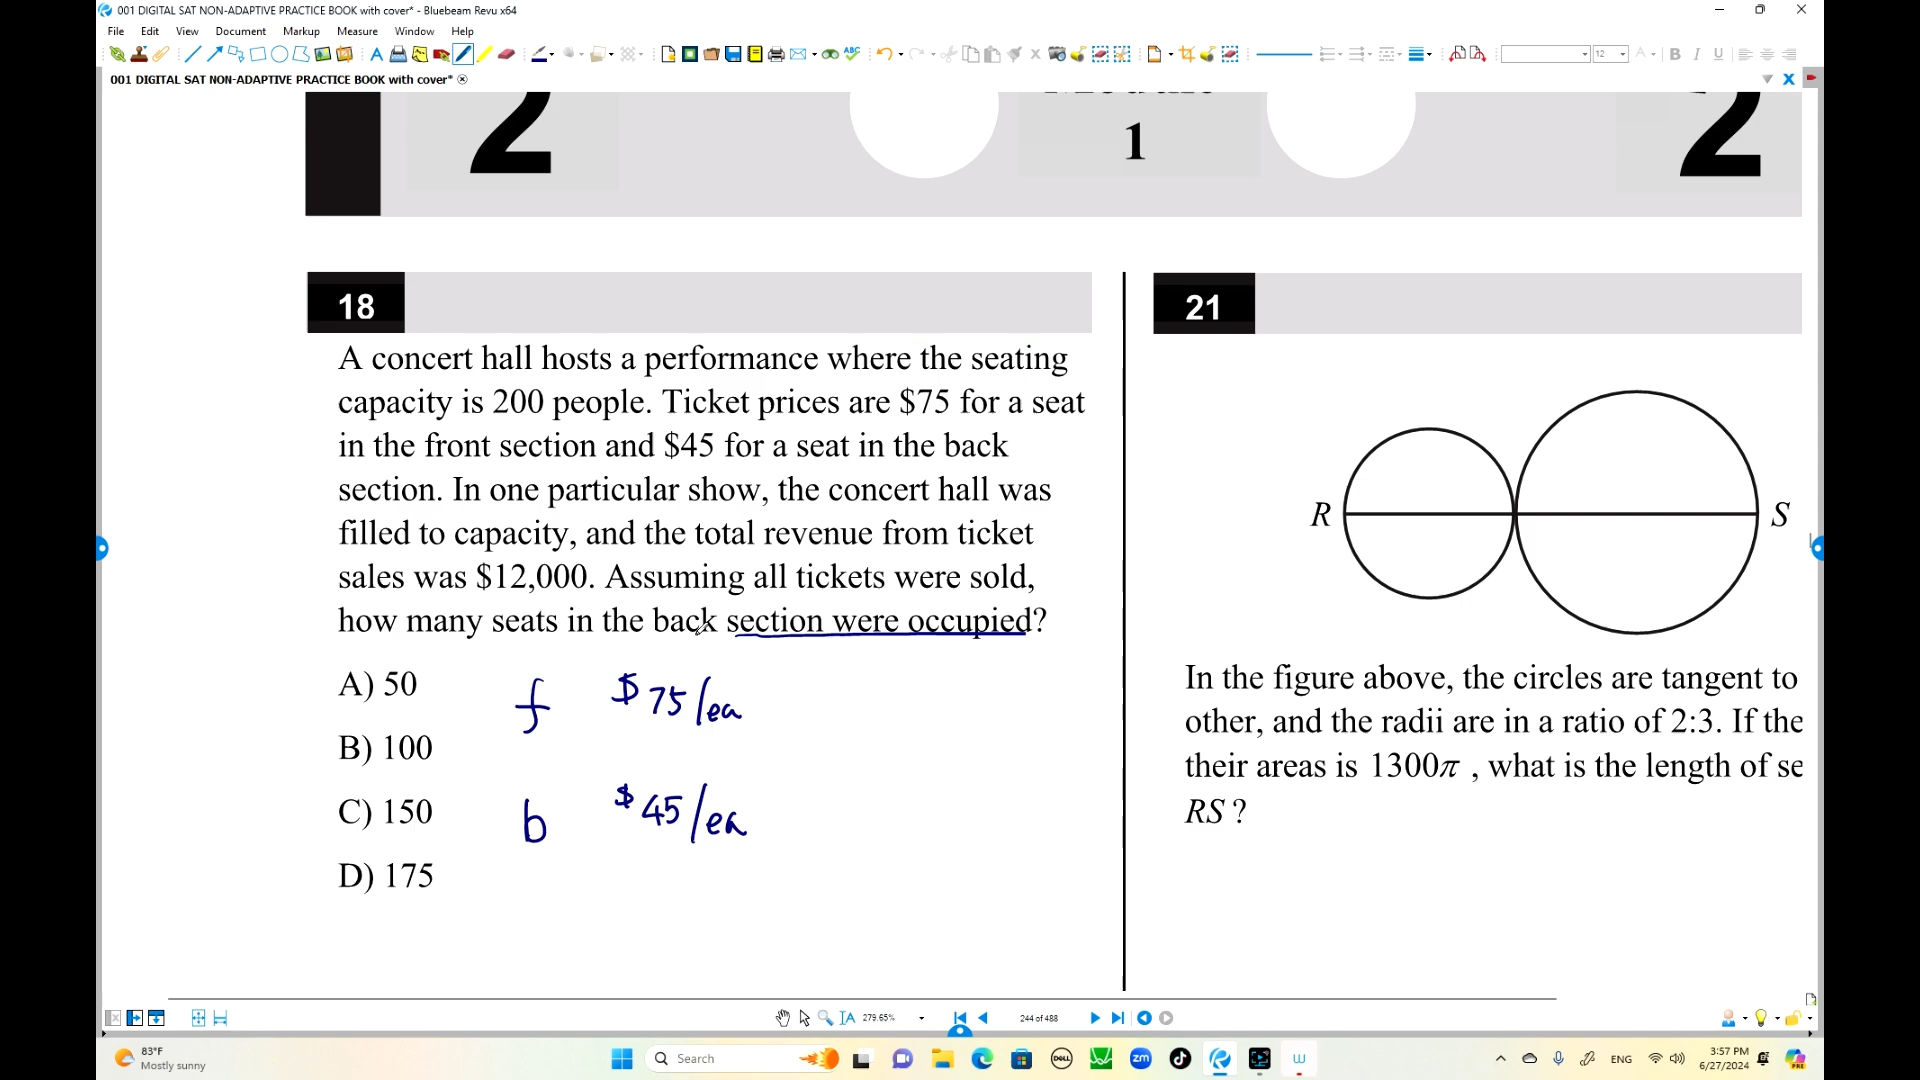 001 DIGITAL SAT NON-ADAPTIVE PRACTICE BOOK with cover* - Bluebeam Revu x64
File Edit View Document Markup Measure Window Help
12
001 DIGITAL SAT NON-ADAPTIVE PRACTICE BOOK with cover*
2
1
2
18
A concert hall hosts a performance where the seating
capacity is 200 people. Ticket prices are $75 for a seat
in the front section and $45 for a seat in the back
section. In one particular show, the concert hall was
filled to capacity, and the total revenue from ticket
sales was $12,000. Assuming all tickets were sold,
how many seats in the back section were occupied?
A) 50
B) 100
C) 150
D) 175
f $75/ea
b $45/ea
21
R
S
In the figure above, the circles are tangent to
other, and the radii are in a ratio of 2:3. If the
their areas is 1300π , what is the length of se
RS ?
279.65%
244 of 488
83°F
Mostly sunny
Search
ENG
3:57 PM
6/27/2024